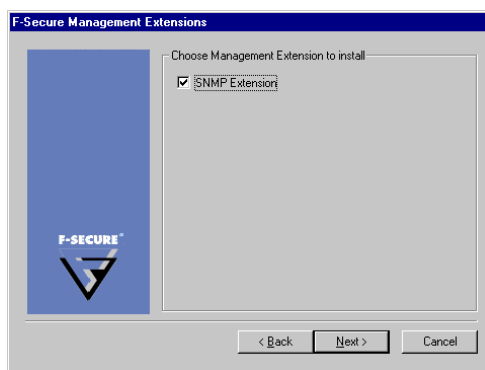 F-Secure Management Extensions
Choose Management Extension to install
SNMP Extension
F-SECURE®
< Back
Next >
Cancel